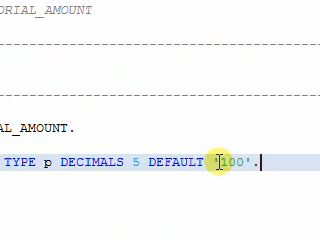 ORIAL_AMOUNT
AL_AMOUNT.
TYPE p DECIMALS 5 DEFAULT '100'.